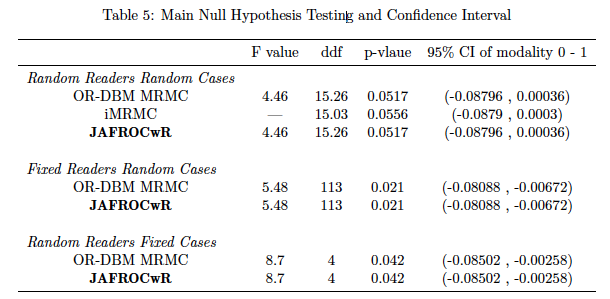 Table 5: Main Null Hypothesis Testing and Confidence Interval
F value ddf p-vlaue 95% CI of modality 0 - 1
Random Readers Random Cases
OR-DBM MRMC 4.46 15.26 0.0517 (-0.08796 , 0.00036)
iMRMC — 15.03 0.0556 (-0.0879 , 0.0003)
JAFROCwR 4.46 15.26 0.0517 (-0.08796 , 0.00036)
Fixed Readers Random Cases
OR-DBM MRMC 5.48 113 0.021 (-0.08088 , -0.00672)
JAFROCwR 5.48 113 0.021 (-0.08088 , -0.00672)
Random Readers Fixed Cases
OR-DBM MRMC 8.7 4 0.042 (-0.08502 , -0.00258)
JAFROCwR 8.7 4 0.042 (-0.08502 , -0.00258)